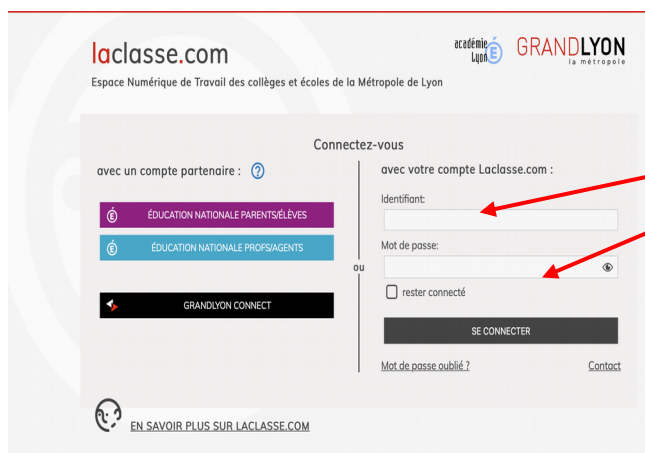 laclasse.com
académie
Lyon É
GRANDLYON
la métropole
Espace Numérique de Travail des collèges et écoles de la Métropole de Lyon
Connectez-vous
avec un compte partenaire : ?
É ÉDUCATION NATIONALE PARENTS/ÉLÈVES
É ÉDUCATION NATIONALE PROFS/AGENTS
GRANDLYON CONNECT
ou
avec votre compte Laclasse.com :
Identifiant:
Mot de passe:
rester connecté
SE CONNECTER
Mot de passe oublié ?
Contact
EN SAVOIR PLUS SUR LACLASSE.COM